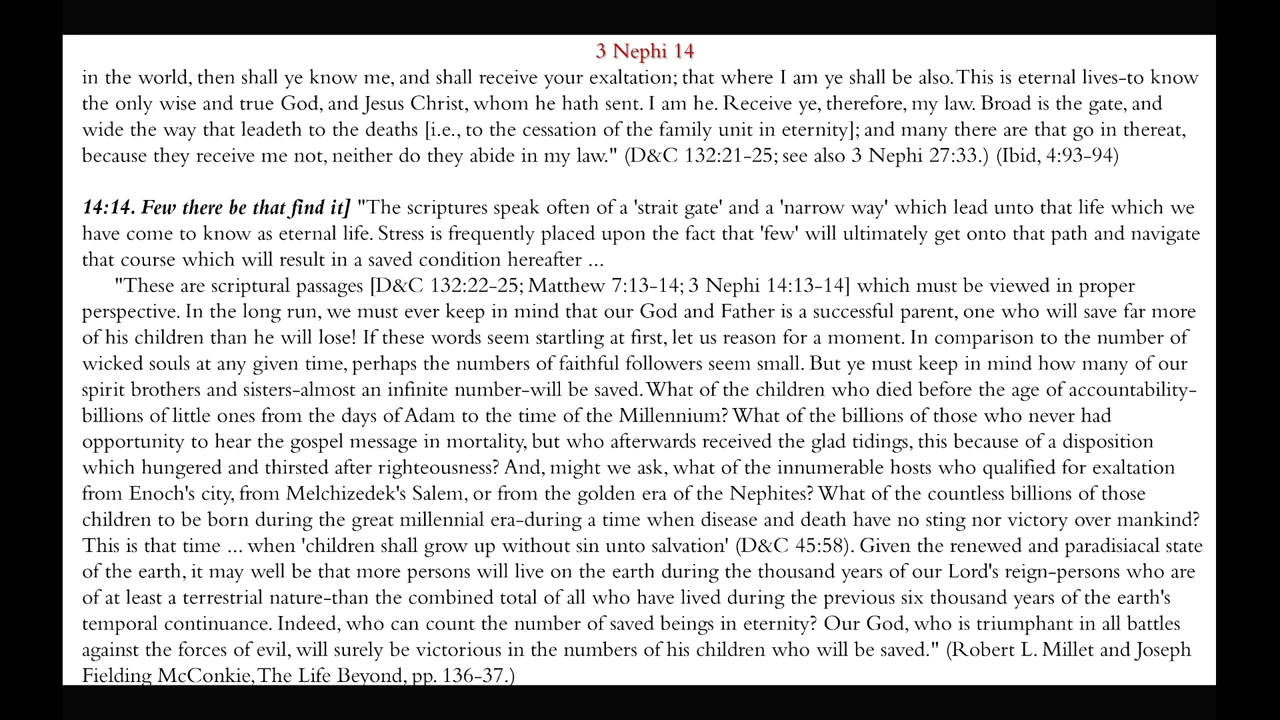 3 Nephi 14
in the world, then shall ye know me, and shall receive your exaltation; that where I am ye shall be also. This is eternal lives-to know
the only wise and true God, and Jesus Christ, whom he hath sent. I am he. Receive ye, therefore, my law. Broad is the gate, and
wide the way that leadeth to the deaths [i.e., to the cessation of the family unit in eternity]; and many there are that go in thereat,
because they receive me not, neither do they abide in my law." (D&C 132:21-25; see also 3 Nephi 27:33.) (Ibid, 4:93-94)
14:14. Few there be that find it] "The scriptures speak often of a 'strait gate' and a 'narrow way' which lead unto that life which we
have come to know as eternal life. Stress is frequently placed upon the fact that 'few' will ultimately get onto that path and navigate
that course which will result in a saved condition hereafter ...
"These are scriptural passages [D&C 132:22-25; Matthew 7:13-14; 3 Nephi 14:13-14] which must be viewed in proper
perspective. In the long run, we must ever keep in mind that our God and Father is a successful parent, one who will save far more
of his children than he will lose! If these words seem startling at first, let us reason for a moment. In comparison to the number of
wicked souls at any given time, perhaps the numbers of faithful followers seem small. But ye must keep in mind how many of our
spirit brothers and sisters-almost an infinite number-will be saved. What of the children who died before the age of accountability-
billions of little ones from the days of Adam to the time of the Millennium? What of the billions of those who never had
opportunity to hear the gospel message in mortality, but who afterwards received the glad tidings, this because of a disposition
which hungered and thirsted after righteousness? And, might we ask, what of the innumerable hosts who qualified for exaltation
from Enoch's city, from Melchizedek's Salem, or from the golden era of the Nephites? What of the countless billions of those
children to be born during the great millennial era-during a time when disease and death have no sting nor victory over mankind?
This is that time ... when 'children shall grow up without sin unto salvation' (D&C 45:58). Given the renewed and paradisiacal state
of the earth, it may well be that more persons will live on the earth during the thousand years of our Lord's reign-persons who are
of at least a terrestrial nature-than the combined total of all who have lived during the previous six thousand years of the earth's
temporal continuance. Indeed, who can count the number of saved beings in eternity? Our God, who is triumphant in all battles
against the forces of evil, will surely be victorious in the numbers of his children who will be saved." (Robert L. Millet and Joseph
Fielding McConkie, The Life Beyond, pp. 136-37.)